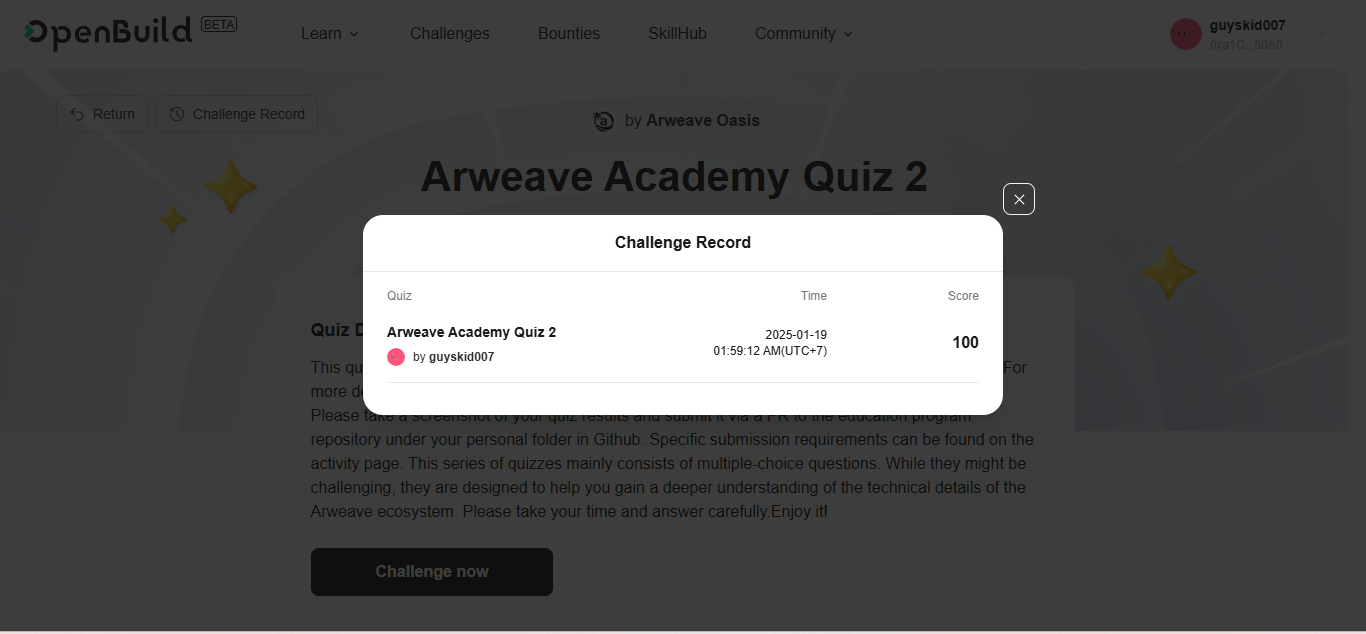 OpenBuild BETA
Learn
Challenges
Bounties
SkillHub
Community
guyskid007
0xa1C...80A0
Return
Challenge Record
by Arweave Oasis
Arweave Academy Quiz 2
Challenge Record
Quiz Time Score
Arweave Academy Quiz 2
by guyskid007
2025-01-19
01:59:12 AM(UTC+7)
100
Quiz
This For
more
Please take a screenshot of your quiz results and submit it via a PR to the education program
repository under your personal folder in Github. Specific submission requirements can be found on the
activity page. This series of quizzes mainly consists of multiple-choice questions. While they might be
challenging, they are designed to help you gain a deeper understanding of the technical details of the
Arweave ecosystem. Please take your time and answer carefully.Enjoy it!
Challenge now